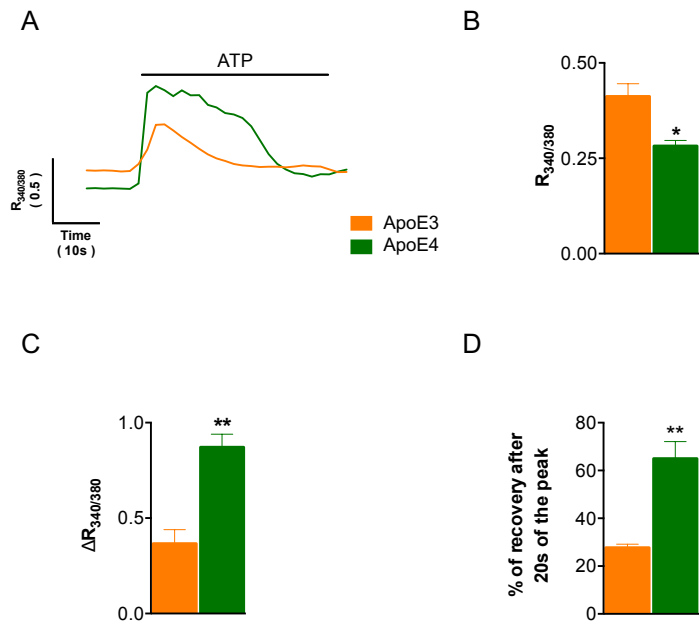 A
ATP
R340/380
( 0.5 )
Time
( 10s )
ApoE3
ApoE4
B
0.50
0.25
0.00
R340/380
*
C
1.0
0.5
0.0
ΔR340/380
**
D
80
60
40
20
0
% of recovery after
20s of the peak
**